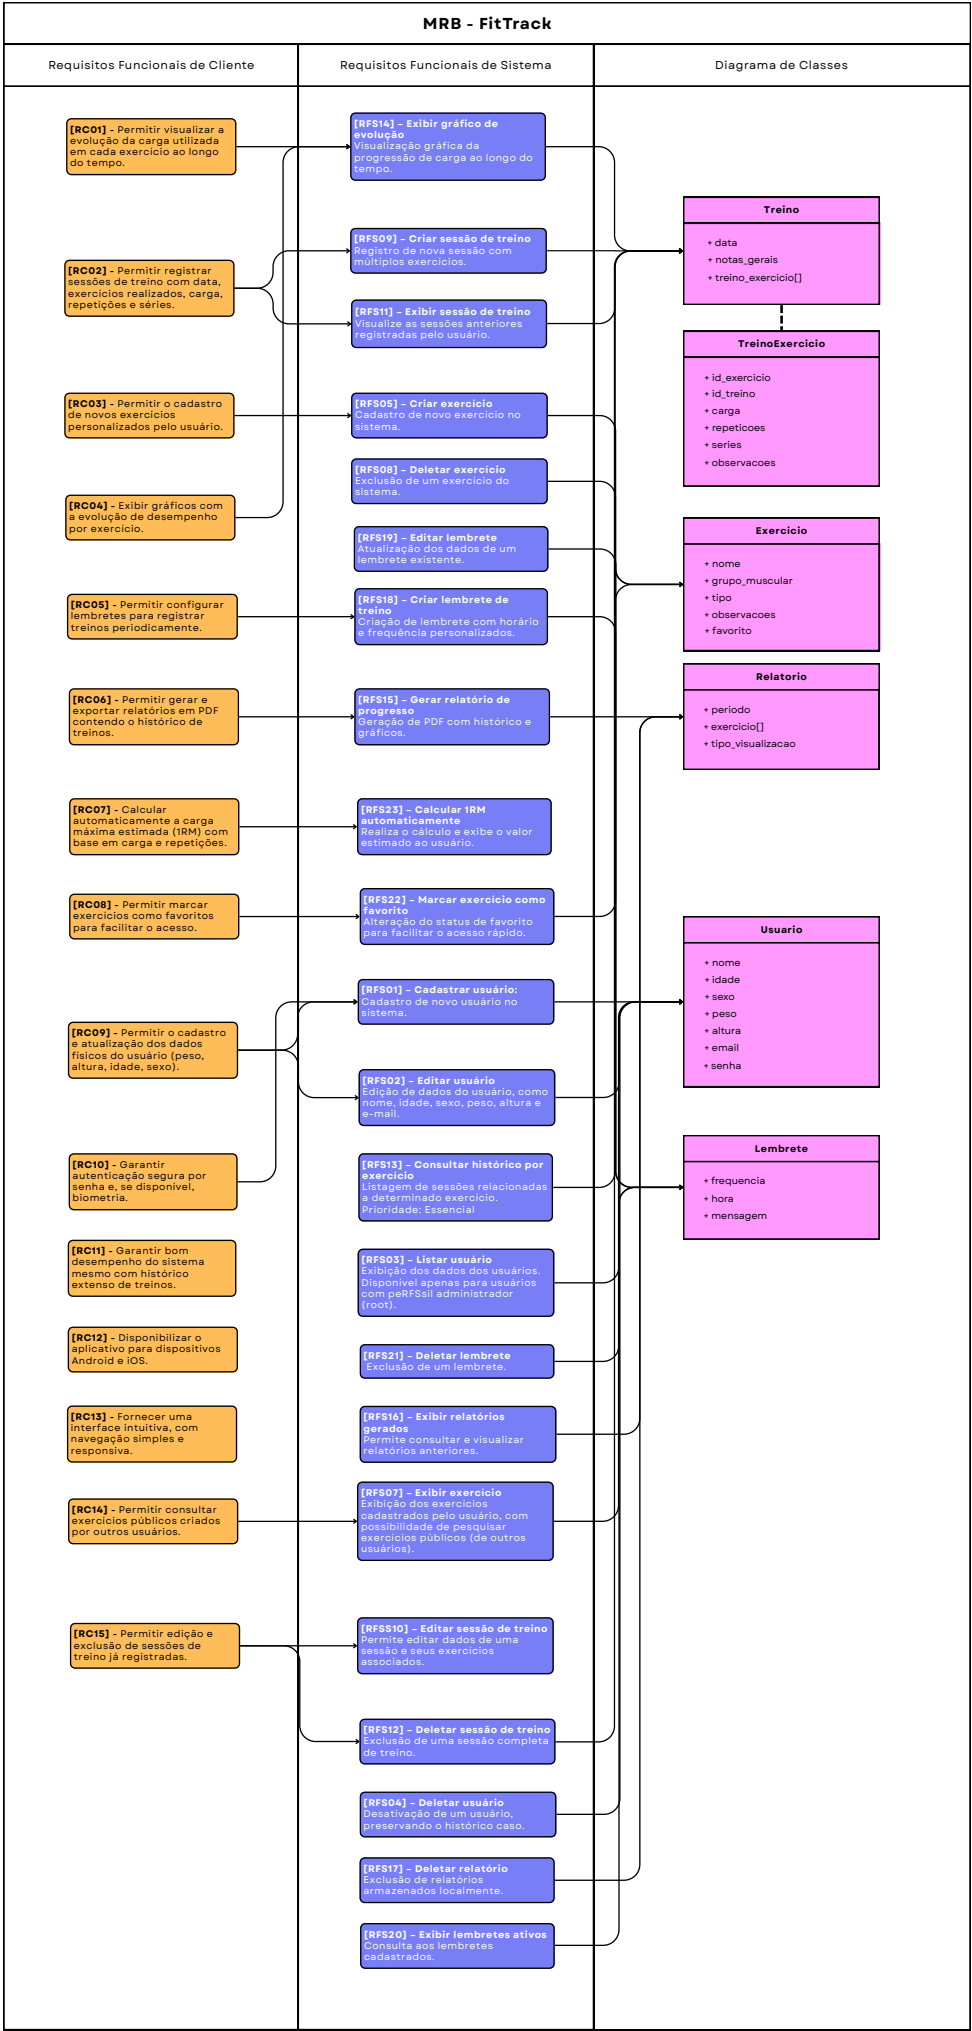 MRB - FitTrack
Requisitos Funcionais de Cliente
Requisitos Funcionais de Sistema
Diagrama de Classes
[RC01] - Permitir visualizar a
evolução da carga utilizada
em cada exercício ao longo
do tempo.
[RC02] - Permitir registrar
sessões de treino com data,
exercícios realizados, carga,
repetições e séries.
[RC03] - Permitir o cadastro
de novos exercícios
personalizados pelo usuário.
[RC04] - Exibir gráficos com
a evolução de desempenho
por exercício.
[RC05] - Permitir configurar
lembretes para registrar
treinos periodicamente.
[RC06] - Permitir gerar e
exportar relatórios em PDF
contendo o histórico de
treinos.
[RC07] - Calcular
automaticamente a carga
máxima estimada (1RM) com
base em carga e repetições.
[RC08] - Permitir marcar
exercícios como favoritos
para facilitar o acesso.
[RC09] - Permitir o cadastro
e atualização dos dados
físicos do usuário (peso,
altura, idade, sexo).
[RC10] - Garantir
autenticação segura por
senha e, se disponível,
biometria.
[RC11] - Garantir bom
desempenho do sistema
mesmo com histórico
extenso de treinos.
[RC12] - Disponibilizar o
aplicativo para dispositivos
Android e iOS.
[RC13] - Fornecer uma
interface intuitiva, com
navegação simples e
responsiva.
[RC14] - Permitir consultar
exercícios públicos criados
por outros usuários.
[RC15] - Permitir edição e
exclusão de sessões de
treino já registradas.
[RFS14] – Exibir gráfico de
evolução
Visualização gráfica da
progressão de carga ao longo do
tempo.
[RFS09] – Criar sessão de treino
Registro de nova sessão com
múltiplos exercícios.
[RFS11] – Exibir sessão de treino
Visualize as sessões anteriores
registradas pelo usuário.
[RFS05] – Criar exercício
Cadastro de novo exercício no
sistema.
[RFS08] – Deletar exercício
Exclusão de um exercício do
sistema.
[RFS19] – Editar lembrete
Atualização dos dados de um
lembrete existente.
[RFS18] – Criar lembrete de
treino
Criação de lembrete com horário
e frequência personalizados.
[RFS15] – Gerar relatório de
progresso
Geração de PDF com histórico e
gráficos.
[RFS23] – Calcular 1RM
automaticamente
Realiza o cálculo e exibe o valor
estimado ao usuário.
[RFS22] – Marcar exercício como
favorito
Alteração do status de favorito
para facilitar o acesso rápido.
[RFS01] – Cadastrar usuário:
Cadastro de novo usuário no
sistema.
[RFS02] – Editar usuário
Edição de dados do usuário, como
nome, idade, sexo, peso, altura e
e-mail.
[RFS13] – Consultar histórico por
exercício
Listagem de sessões relacionadas
a determinado exercício.
Prioridade: Essencial
[RFS03] – Listar usuário
Exibição dos dados dos usuários.
Disponível apenas para usuários
com peRFSsil administrador
(root).
[RFS21] – Deletar lembrete
Exclusão de um lembrete.
[RFS16] – Exibir relatórios
gerados
Permite consultar e visualizar
relatórios anteriores.
[RFS07] – Exibir exercício
Exibição dos exercícios
cadastrados pelo usuário, com
possibilidade de pesquisar
exercícios públicos (de outros
usuários).
[RFSS10] – Editar sessão de treino
Permite editar dados de uma
sessão e seus exercícios
associados.
[RFS12] – Deletar sessão de treino
Exclusão de uma sessão completa
de treino.
[RFS04] – Deletar usuário
Desativação de um usuário,
preservando o histórico caso.
[RFS17] – Deletar relatório
Exclusão de relatórios
armazenados localmente.
[RFS20] – Exibir lembretes ativos
Consulta aos lembretes
cadastrados.
Treino
+ data
+ notas_gerais
+ treino_exercicio[]
TreinoExercicio
+ id_exercicio
+ id_treino
+ carga
+ repeticoes
+ series
+ observacoes
Exercicio
+ nome
+ grupo_muscular
+ tipo
+ observacoes
+ favorito
Relatorio
+ periodo
+ exercicio[]
+ tipo_visualizacao
Usuario
+ nome
+ idade
+ sexo
+ peso
+ altura
+ email
+ senha
Lembrete
+ frequencia
+ hora
+ mensagem